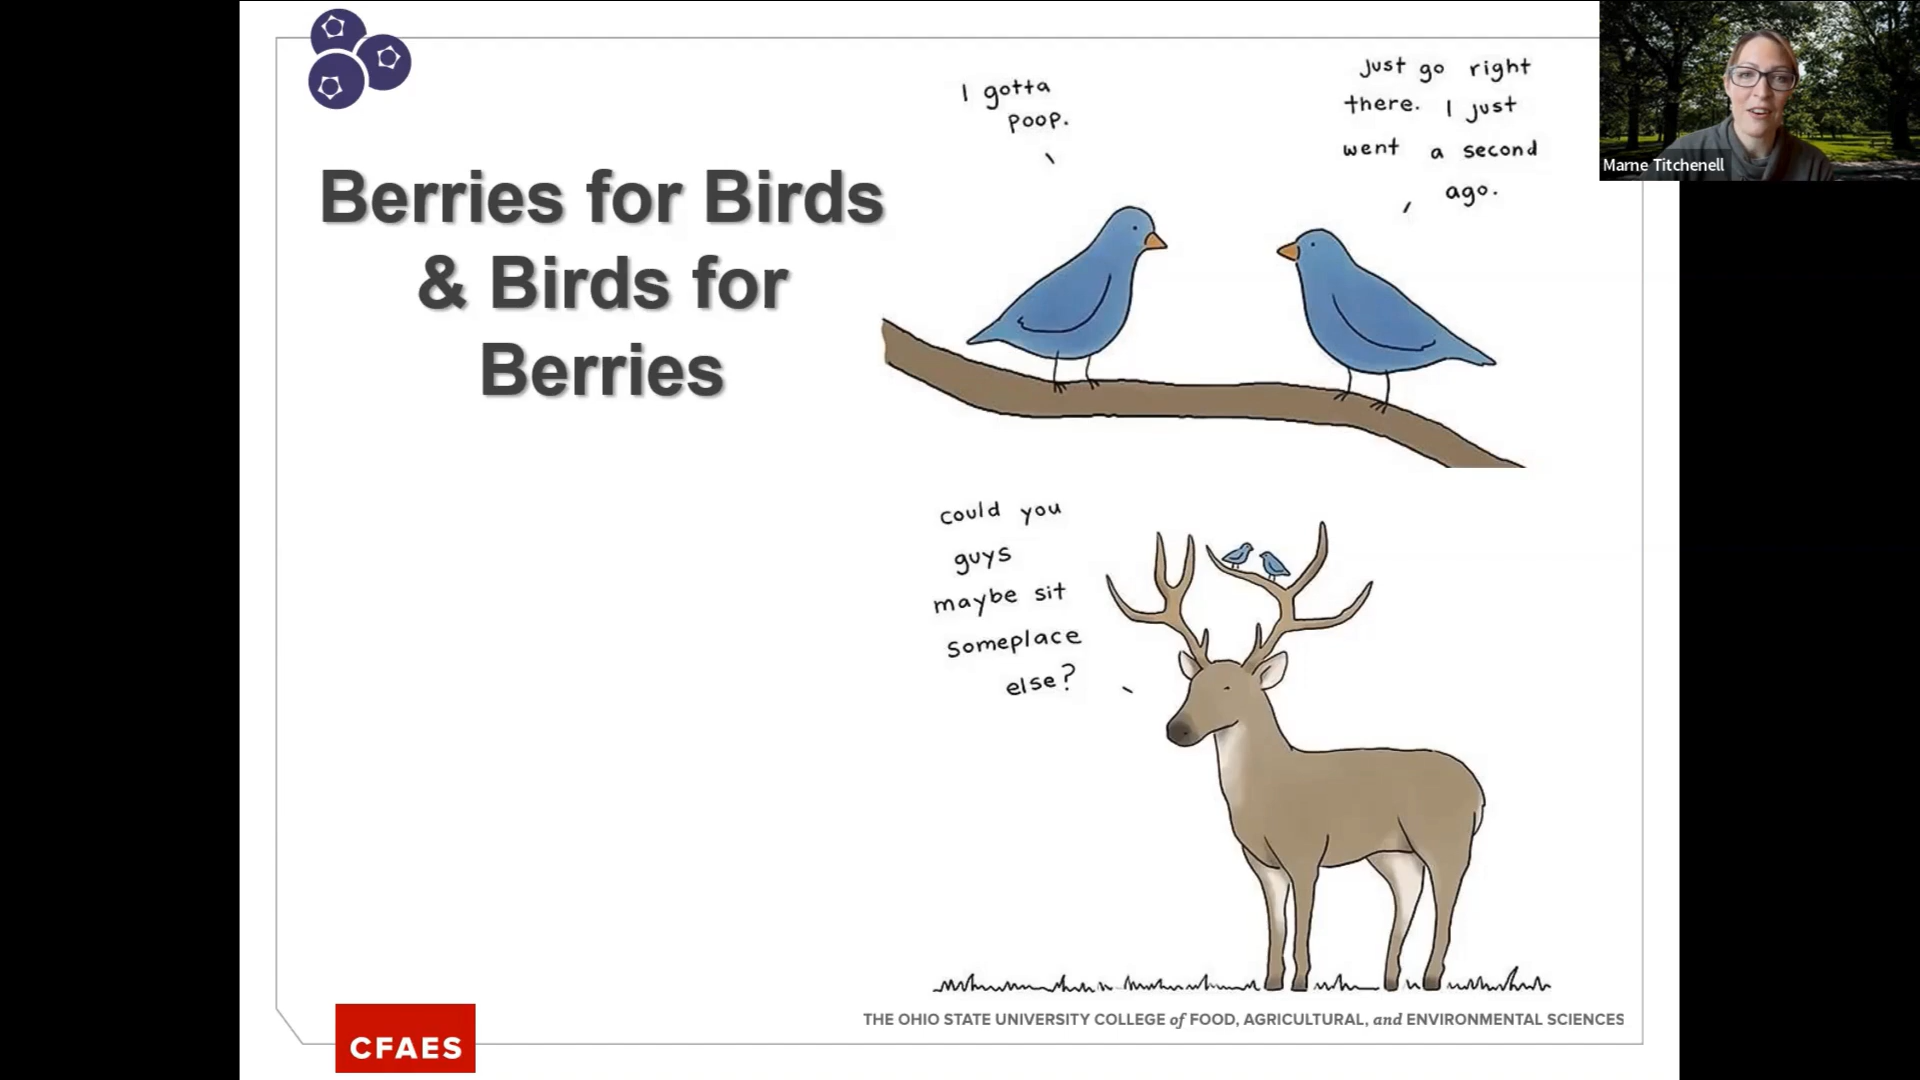 Berries for Birds
& Birds for
Berries
I gotta
poop.
Just go right
there. I just
went a second
ago.
could you
guys
maybe sit
someplace
else?
Marne Titchenell
CFAES
THE OHIO STATE UNIVERSITY COLLEGE of FOOD, AGRICULTURAL, and ENVIRONMENTAL SCIENCES